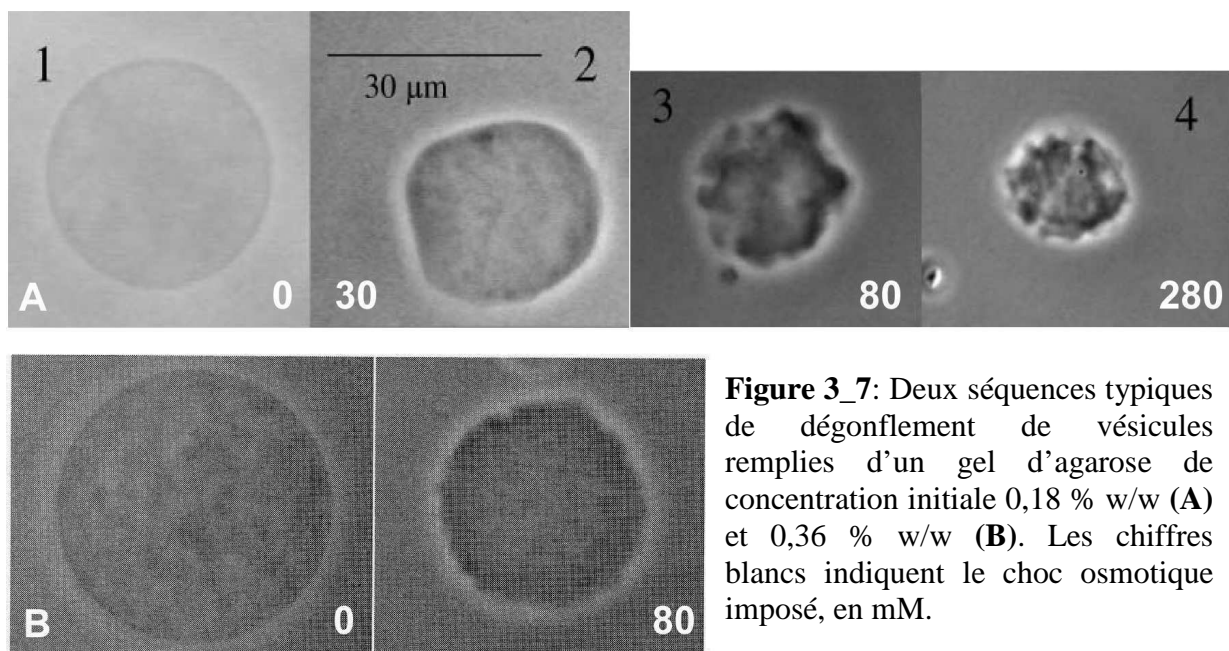 1
30 µm
2
3
4
A
0
30
80
280
B
0
80
Figure 3_7: Deux séquences typiques
de dégonflement de vésicules
remplies d’un gel d’agarose de
concentration initiale 0,18 % w/w (A)
et 0,36 % w/w (B). Les chiffres
blancs indiquent le choc osmotique
imposé, en mM.